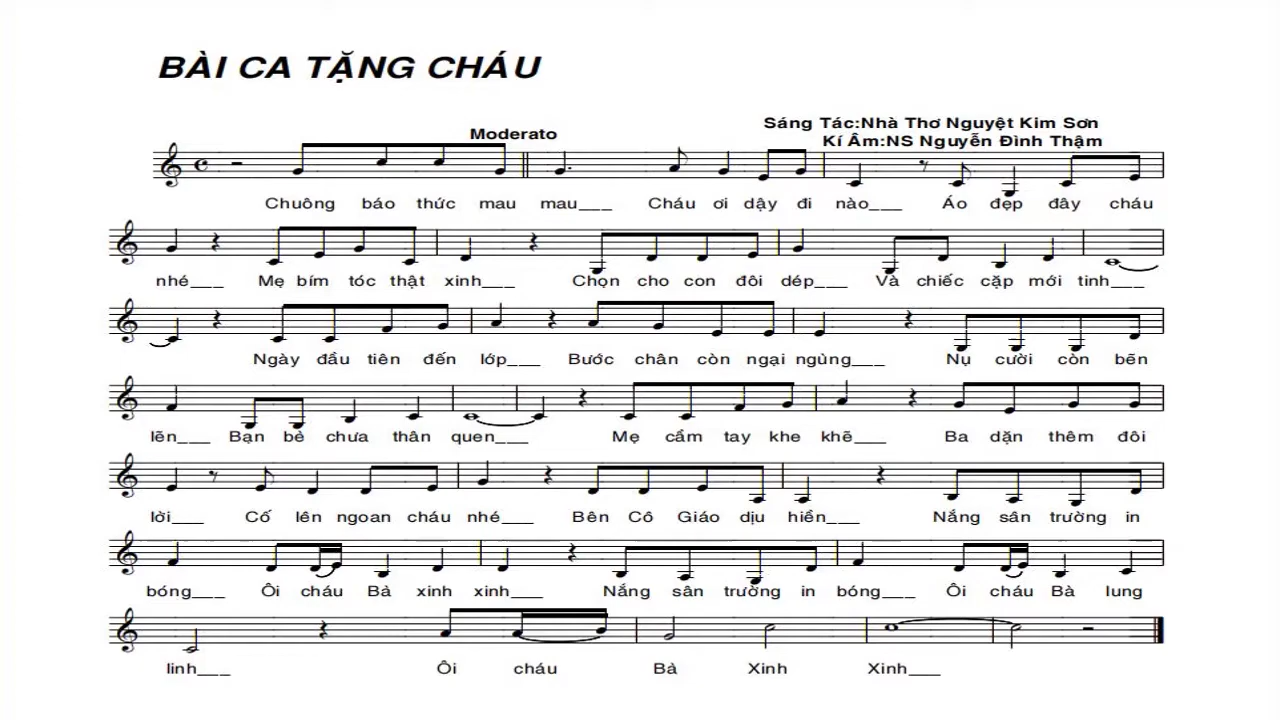 BÀI CA TẶNG CHÁU
Sáng Tác:Nhà Thơ Nguyệt Kim Sơn
Moderato
Kí Âm:NS Nguyễn Đình Thậm
Chuông báo thức mau mau___ Cháu ơi dậy đi nào___ Áo đẹp đây cháu
nhé___ Mẹ bím tóc thật xinh___ Chọn cho con đôi dép___ Và chiếc cặp mới tinh___
Ngày đầu tiên đến lớp___ Bước chân còn ngại ngùng___ Nụ cười còn bẽn
lẽn___ Bạn bè chưa thân quen___ Mẹ cầm tay khe khẽ___ Ba dặn thêm đôi
lời___ Cố lên ngoan cháu nhé___ Bên Cô Giáo dịu hiền___ Nắng sân trường in
bóng___ Ôi cháu Bà xinh xinh___ Nắng sân trường in bóng___ Ôi cháu Bà lung
linh___ Ôi cháu Bà Xinh Xinh___